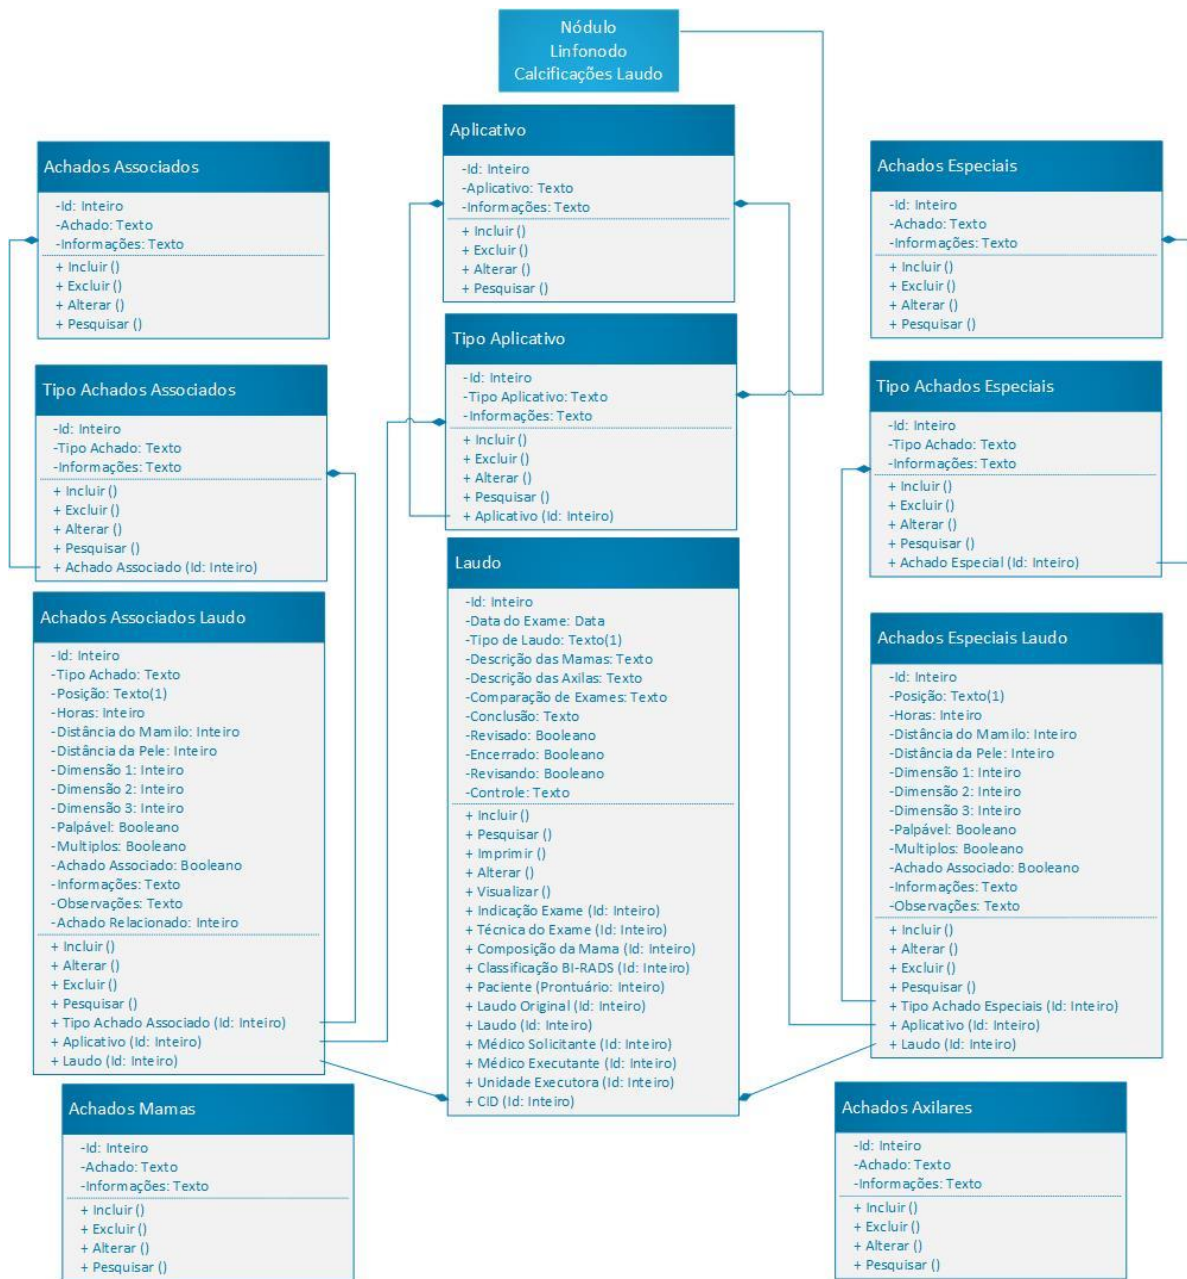 Nódulo
Linfonodo
Calcificações Laudo
Aplicativo
-Id: Inteiro
-Aplicativo: Texto
-Informações: Texto
+ Incluir ()
+ Excluir ()
+ Alterar ()
+ Pesquisar ()
Achados Associados
-Id: Inteiro
-Achado: Texto
-Informações: Texto
+ Incluir ()
+ Excluir ()
+ Alterar ()
+ Pesquisar ()
Achados Especiais
-Id: Inteiro
-Achado: Texto
-Informações: Texto
+ Incluir ()
+ Excluir ()
+ Alterar ()
+ Pesquisar ()
Tipo Achados Associados
-Id: Inteiro
-Tipo Achado: Texto
-Informações: Texto
+ Incluir ()
+ Excluir ()
+ Alterar ()
+ Pesquisar ()
+ Achado Associado (Id: Inteiro)
Tipo Aplicativo
-Id: Inteiro
-Tipo Aplicativo: Texto
-Informações: Texto
+ Incluir ()
+ Excluir ()
+ Alterar ()
+ Pesquisar ()
+ Aplicativo (Id: Inteiro)
Tipo Achados Especiais
-Id: Inteiro
-Tipo Achado: Texto
-Informações: Texto
+ Incluir ()
+ Excluir ()
+ Alterar ()
+ Pesquisar ()
+ Achado Especial (Id: Inteiro)
Achados Associados Laudo
-Id: Inteiro
-Tipo Achado: Texto
-Posição: Texto(1)
-Horas: Inteiro
-Distância do Mamilo: Inteiro
-Distância da Pele: Inteiro
-Dimensão 1: Inteiro
-Dimensão 2: Inteiro
-Dimensão 3: Inteiro
-Palpável: Booleano
-Multiplos: Booleano
-Achado Associado: Booleano
-Informações: Texto
-Observações: Texto
-Achado Relacionado: Inteiro
+ Incluir ()
+ Alterar ()
+ Excluir ()
+ Pesquisar ()
+ Tipo Achado Associado (Id: Inteiro)
+ Aplicativo (Id: Inteiro)
+ Laudo (Id: Inteiro)
Laudo
-Id: Inteiro
-Data do Exame: Data
-Tipo de Laudo: Texto(1)
-Descrição das Mamas: Texto
-Descrição das Axilas: Texto
-Comparação de Exames: Texto
-Conclusão: Texto
-Revisado: Booleano
-Encerrado: Booleano
-Revisando: Booleano
-Controle: Texto
+ Incluir ()
+ Pesquisar ()
+ Imprimir ()
+ Alterar ()
+ Visualizar ()
+ Indicação Exame (Id: Inteiro)
+ Técnica do Exame (Id: Inteiro)
+ Composição da Mama (Id: Inteiro)
+ Classificação BI-RADS (Id: Inteiro)
+ Paciente (Prontuário: Inteiro)
+ Laudo Original (Id: Inteiro)
+ Laudo (Id: Inteiro)
+ Médico Solicitante (Id: Inteiro)
+ Médico Executante (Id: Inteiro)
+ Unidade Executora (Id: Inteiro)
+ CID (Id: Inteiro)
Achados Especiais Laudo
-Id: Inteiro
-Posição: Texto(1)
-Horas: Inteiro
-Distância do Mamilo: Inteiro
-Distância da Pele: Inteiro
-Dimensão 1: Inteiro
-Dimensão 2: Inteiro
-Dimensão 3: Inteiro
-Palpável: Booleano
-Multiplos: Booleano
-Achado Associado: Booleano
-Informações: Texto
-Observações: Texto
+ Incluir ()
+ Alterar ()
+ Excluir ()
+ Pesquisar ()
+ Tipo Achado Especiais (Id: Inteiro)
+ Aplicativo (Id: Inteiro)
+ Laudo (Id: Inteiro)
Achados Mamas
-Id: Inteiro
-Achado: Texto
-Informações: Texto
+ Incluir ()
+ Excluir ()
+ Alterar ()
+ Pesquisar ()
Achados Axilares
-Id: Inteiro
-Achado: Texto
-Informações: Texto
+ Incluir ()
+ Excluir ()
+ Alterar ()
+ Pesquisar ()